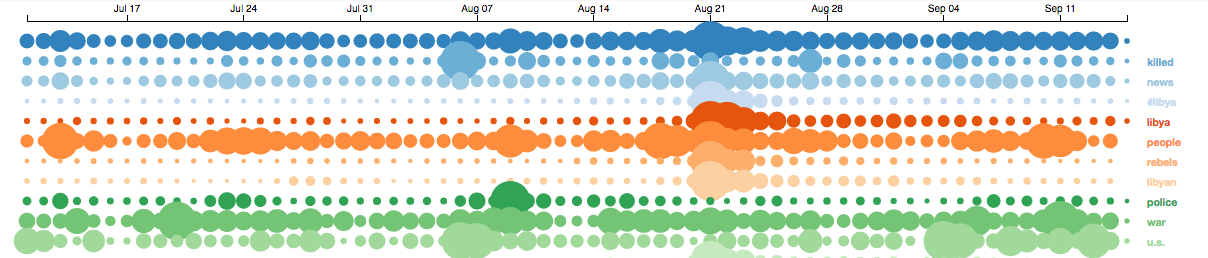 Jul 17 Jul 24 Jul 31 Aug 07 Aug 14 Aug 21 Aug 28 Sep 04 Sep 11
killed
news
#libya
libya
people
rebels
libyan
police
war
u.s.